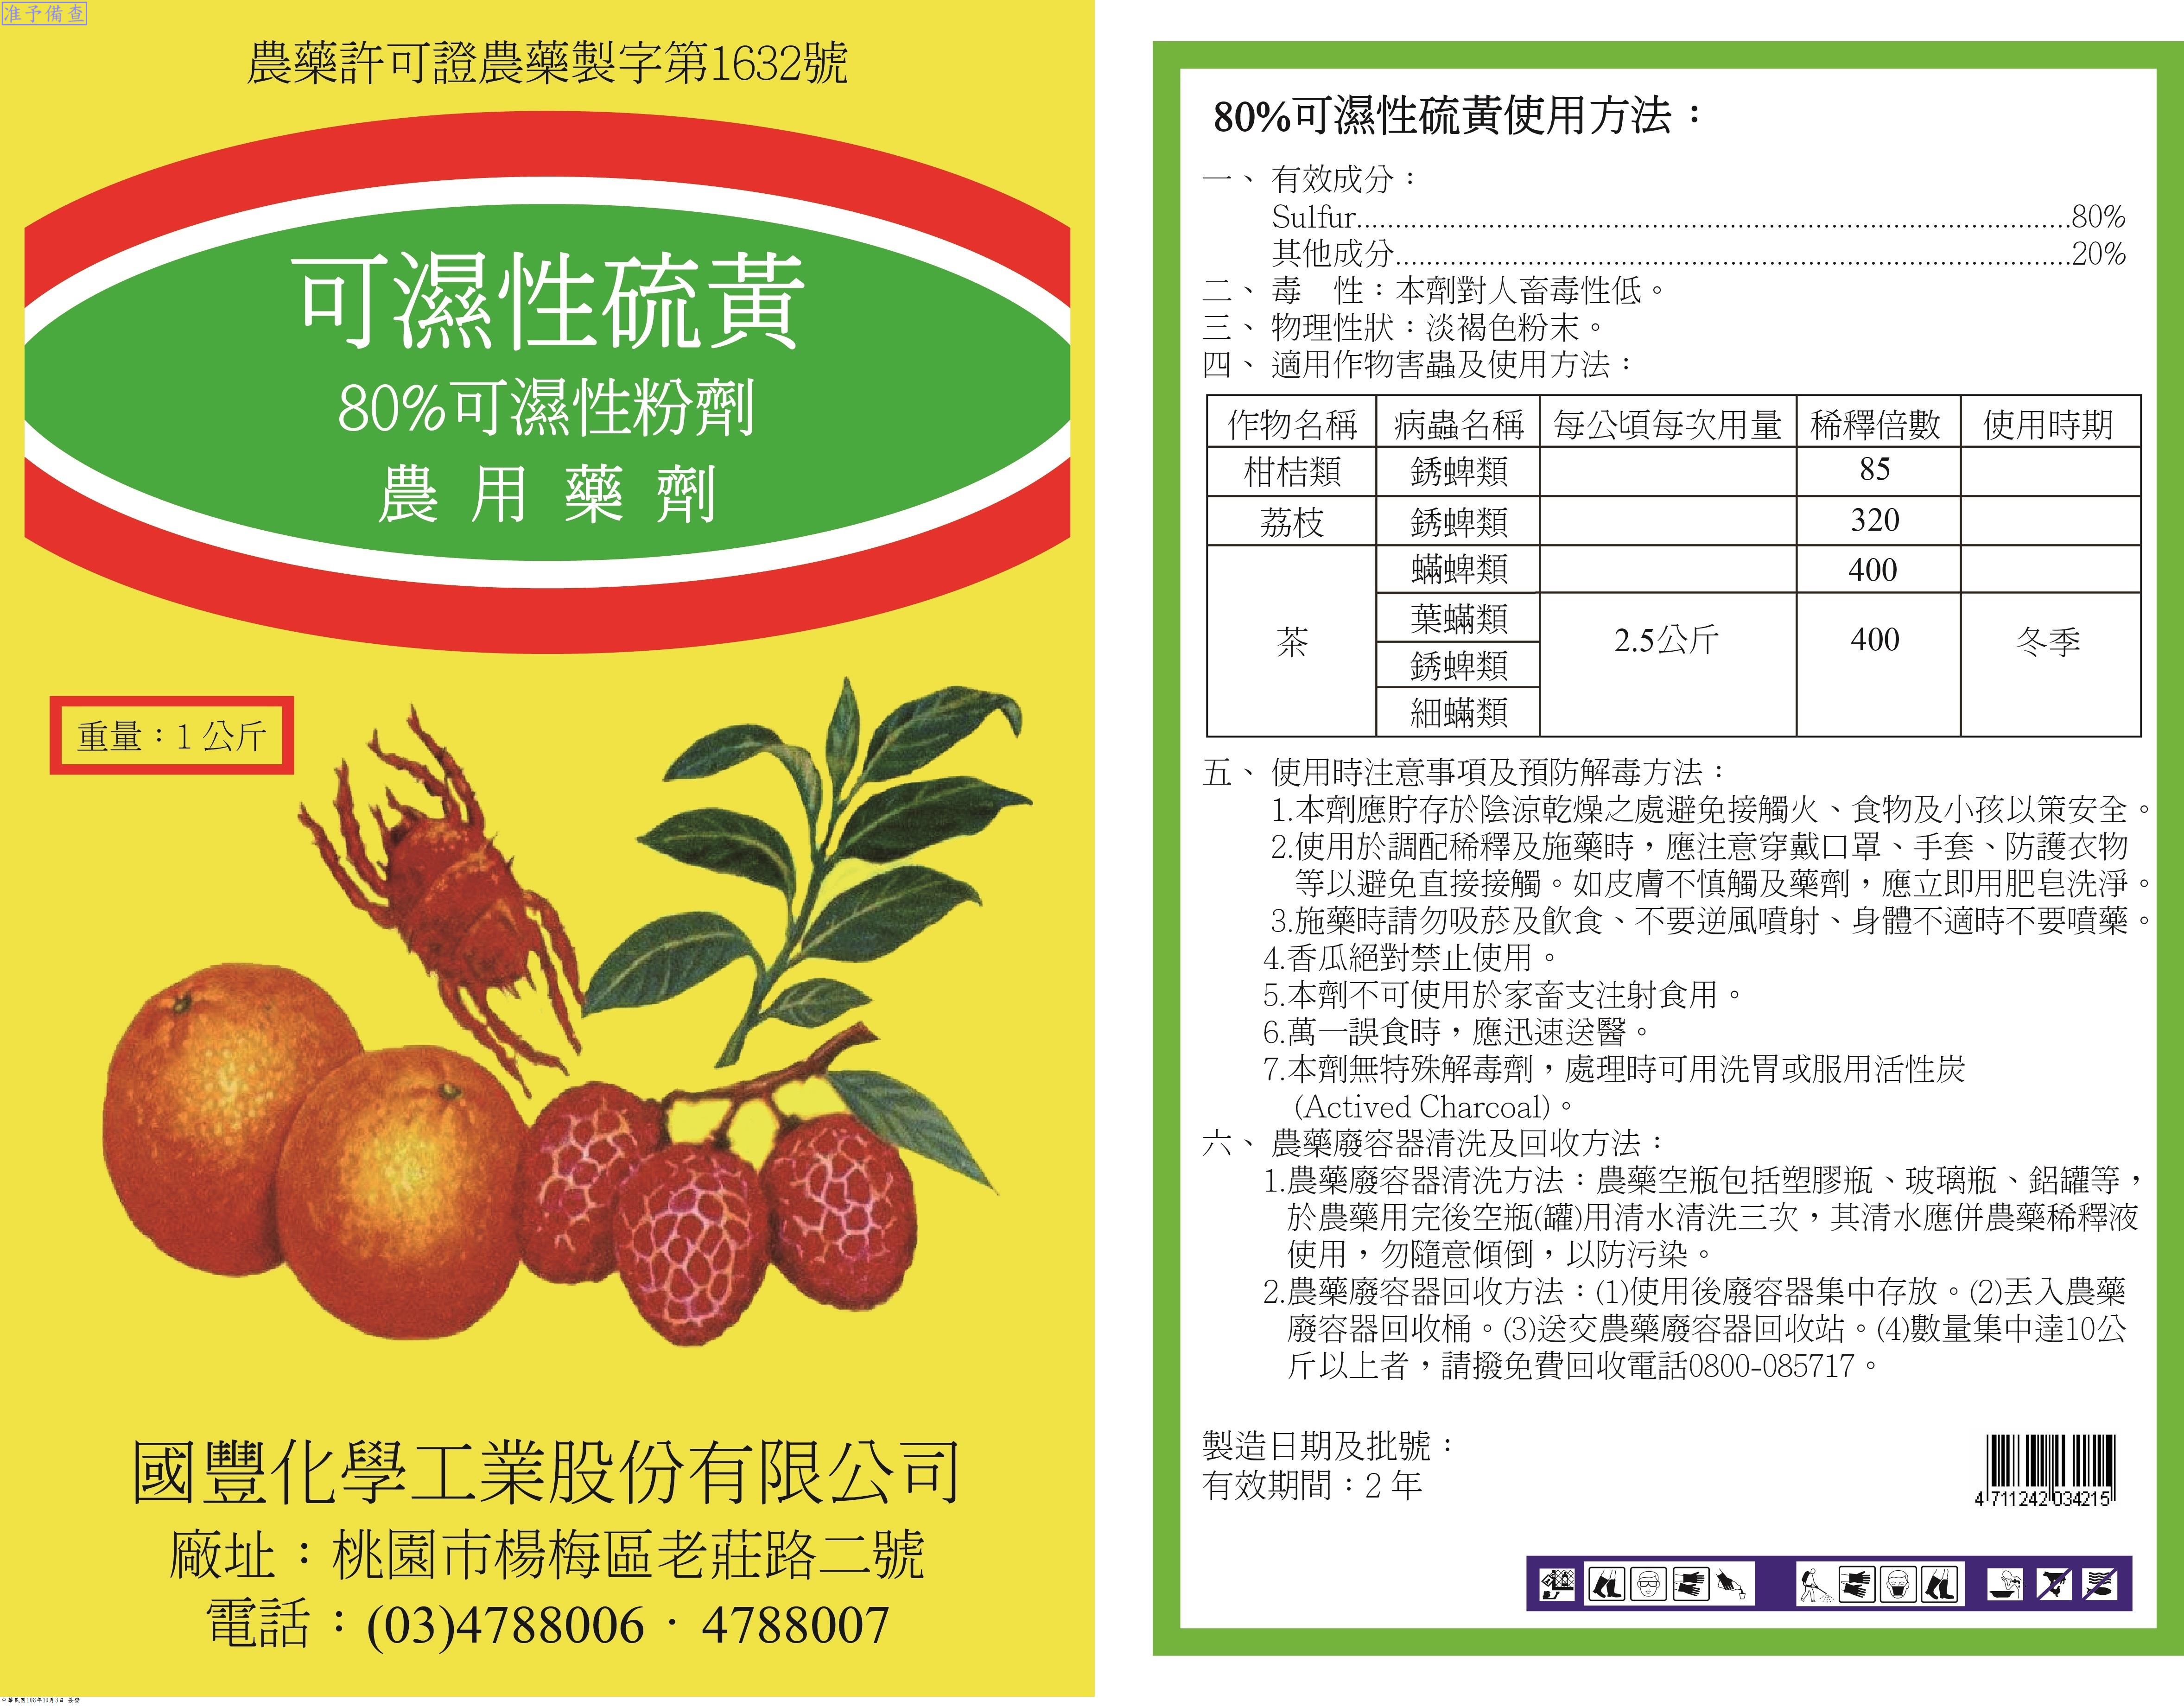 准予備查
農藥許可證農藥製字第1632號
可濕性硫黃
80%可濕性粉劑
農用藥劑
重量：1 公斤
國豐化學工業股份有限公司
廠址：桃園市楊梅區老莊路二號
電話：(03)4788006．4788007
中華民國108年10月3日 簽發
80%可濕性硫黃使用方法：
一、 有效成分：
Sulfur............................................................................................80%
其他成分.......................................................................................20%
二、 毒　性：本劑對人畜毒性低。
三、 物理性狀：淡褐色粉末。
四、 適用作物害蟲及使用方法：
作物名稱 病蟲名稱 每公頃每次用量 稀釋倍數 使用時期
柑桔類 銹蜱類 85
荔枝 銹蜱類 320
茶 蟎蜱類 400
葉蟎類 2.5公斤 400 冬季
銹蜱類
細蟎類
五、 使用時注意事項及預防解毒方法：
1.本劑應貯存於陰涼乾燥之處避免接觸火、食物及小孩以策安全。
2.使用於調配稀釋及施藥時，應注意穿戴口罩、手套、防護衣物
等以避免直接接觸。如皮膚不慎觸及藥劑，應立即用肥皂洗淨。
3.施藥時請勿吸菸及飲食、不要逆風噴射、身體不適時不要噴藥。
4.香瓜絕對禁止使用。
5.本劑不可使用於家畜支注射食用。
6.萬一誤食時，應迅速送醫。
7.本劑無特殊解毒劑，處理時可用洗胃或服用活性炭
(Actived Charcoal)。
六、 農藥廢容器清洗及回收方法：
1.農藥廢容器清洗方法：農藥空瓶包括塑膠瓶、玻璃瓶、鋁罐等，
於農藥用完後空瓶(罐)用清水清洗三次，其清水應併農藥稀釋液
使用，勿隨意傾倒，以防污染。
2.農藥廢容器回收方法：(1)使用後廢容器集中存放。(2)丟入農藥
廢容器回收桶。(3)送交農藥廢容器回收站。(4)數量集中達10公
斤以上者，請撥免費回收電話0800-085717。
製造日期及批號：
有效期間：2 年
4 711242 034215